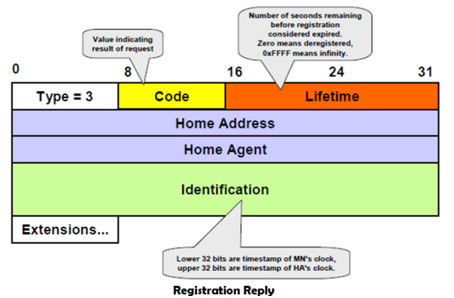 Value indicating
result of request
Number of seconds remaining
before registration
considered expired.
Zero means deregistered,
0xFFFF means infinity.
0 8 16 24 31
Type = 3 Code Lifetime
Home Address
Home Agent
Identification
Extensions...
Lower 32 bits are timestamp of MN's clock,
upper 32 bits are timestamp of HA's clock.
Registration Reply